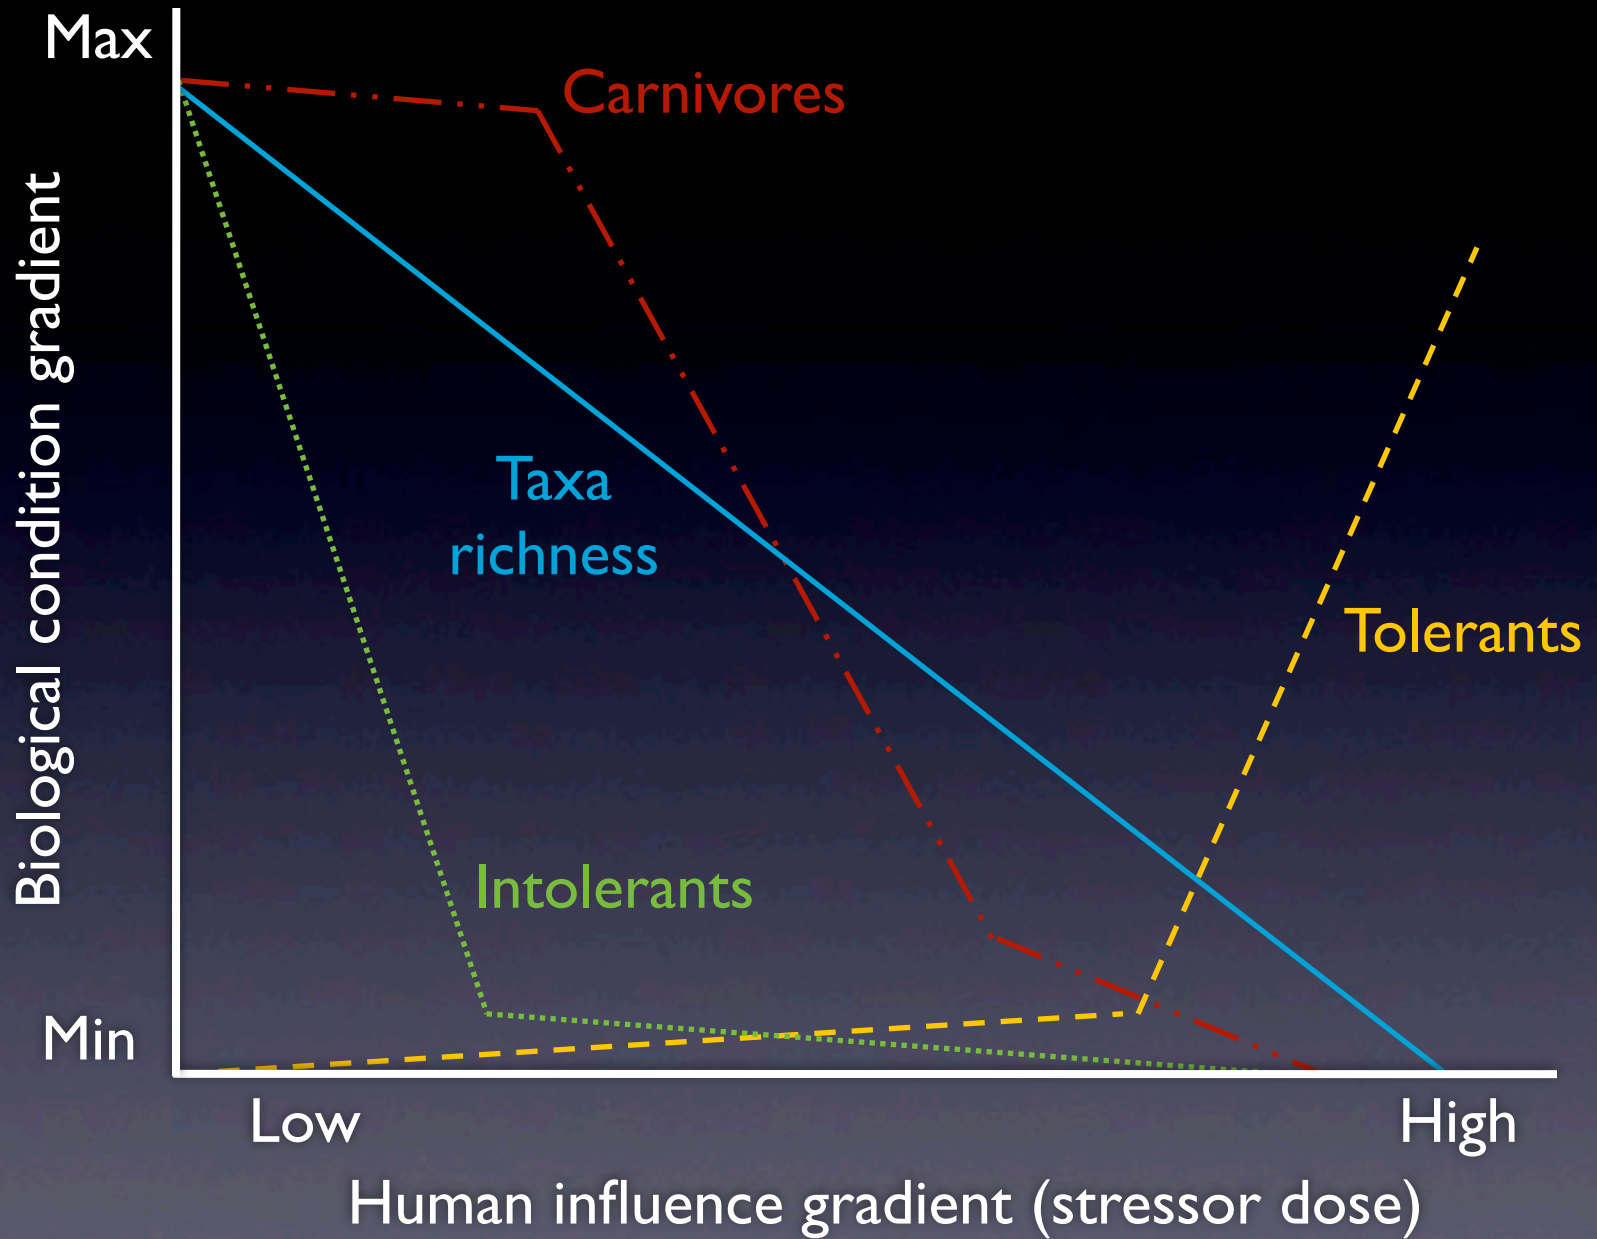 Max
Carnivores
Biological condition gradient
Taxa
richness
Tolerants
Intolerants
Min
Low
High
Human influence gradient (stressor dose)